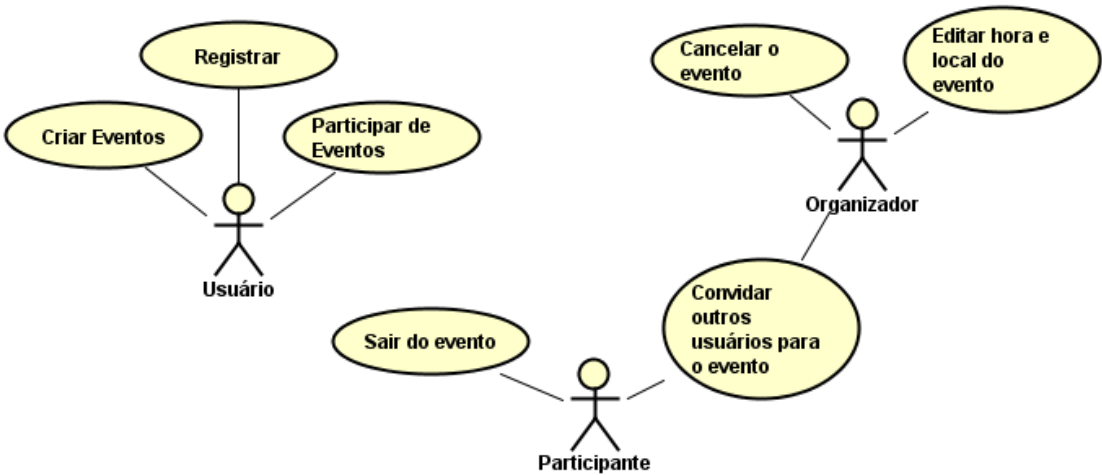 Registrar
Criar Eventos
Participar de
Eventos
Usuário
Cancelar o
evento
Editar hora e
local do
evento
Organizador
Convidar
outros
usuários para
o evento
Sair do evento
Participante